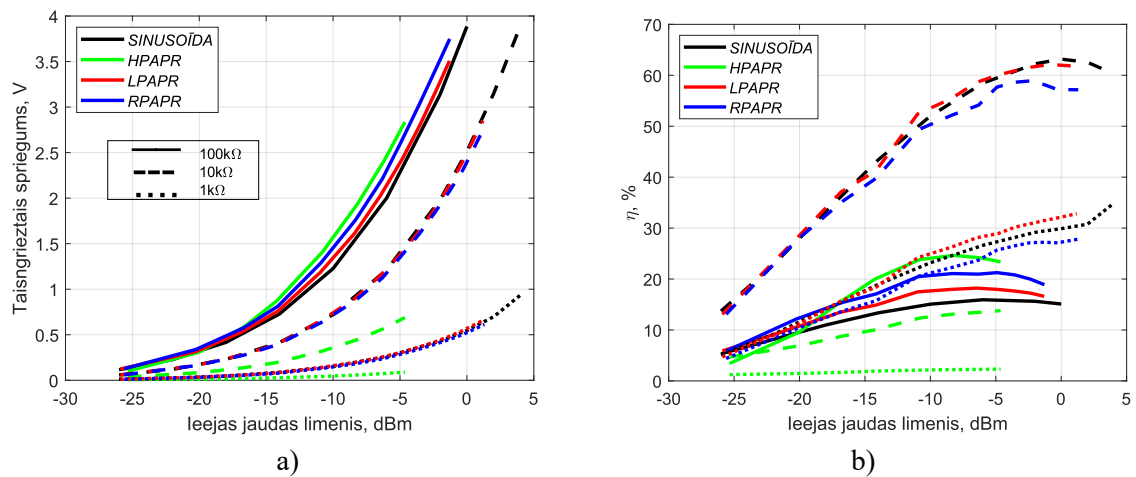 4
3.5
3
2.5
2
1.5
1
0.5
0
-30
-25
-20
-15
-10
-5
0
5
Taisngrieztais spriegums, V
Ieejas jaudas limenis, dBm
SINUSOĪDA
HPAPR
LPAPR
RPAPR
100kΩ
10kΩ
1kΩ
a)
70
60
50
40
30
20
10
0
-30
-25
-20
-15
-10
-5
0
5
η, %
Ieejas jaudas limenis, dBm
SINUSOĪDA
HPAPR
LPAPR
RPAPR
b)